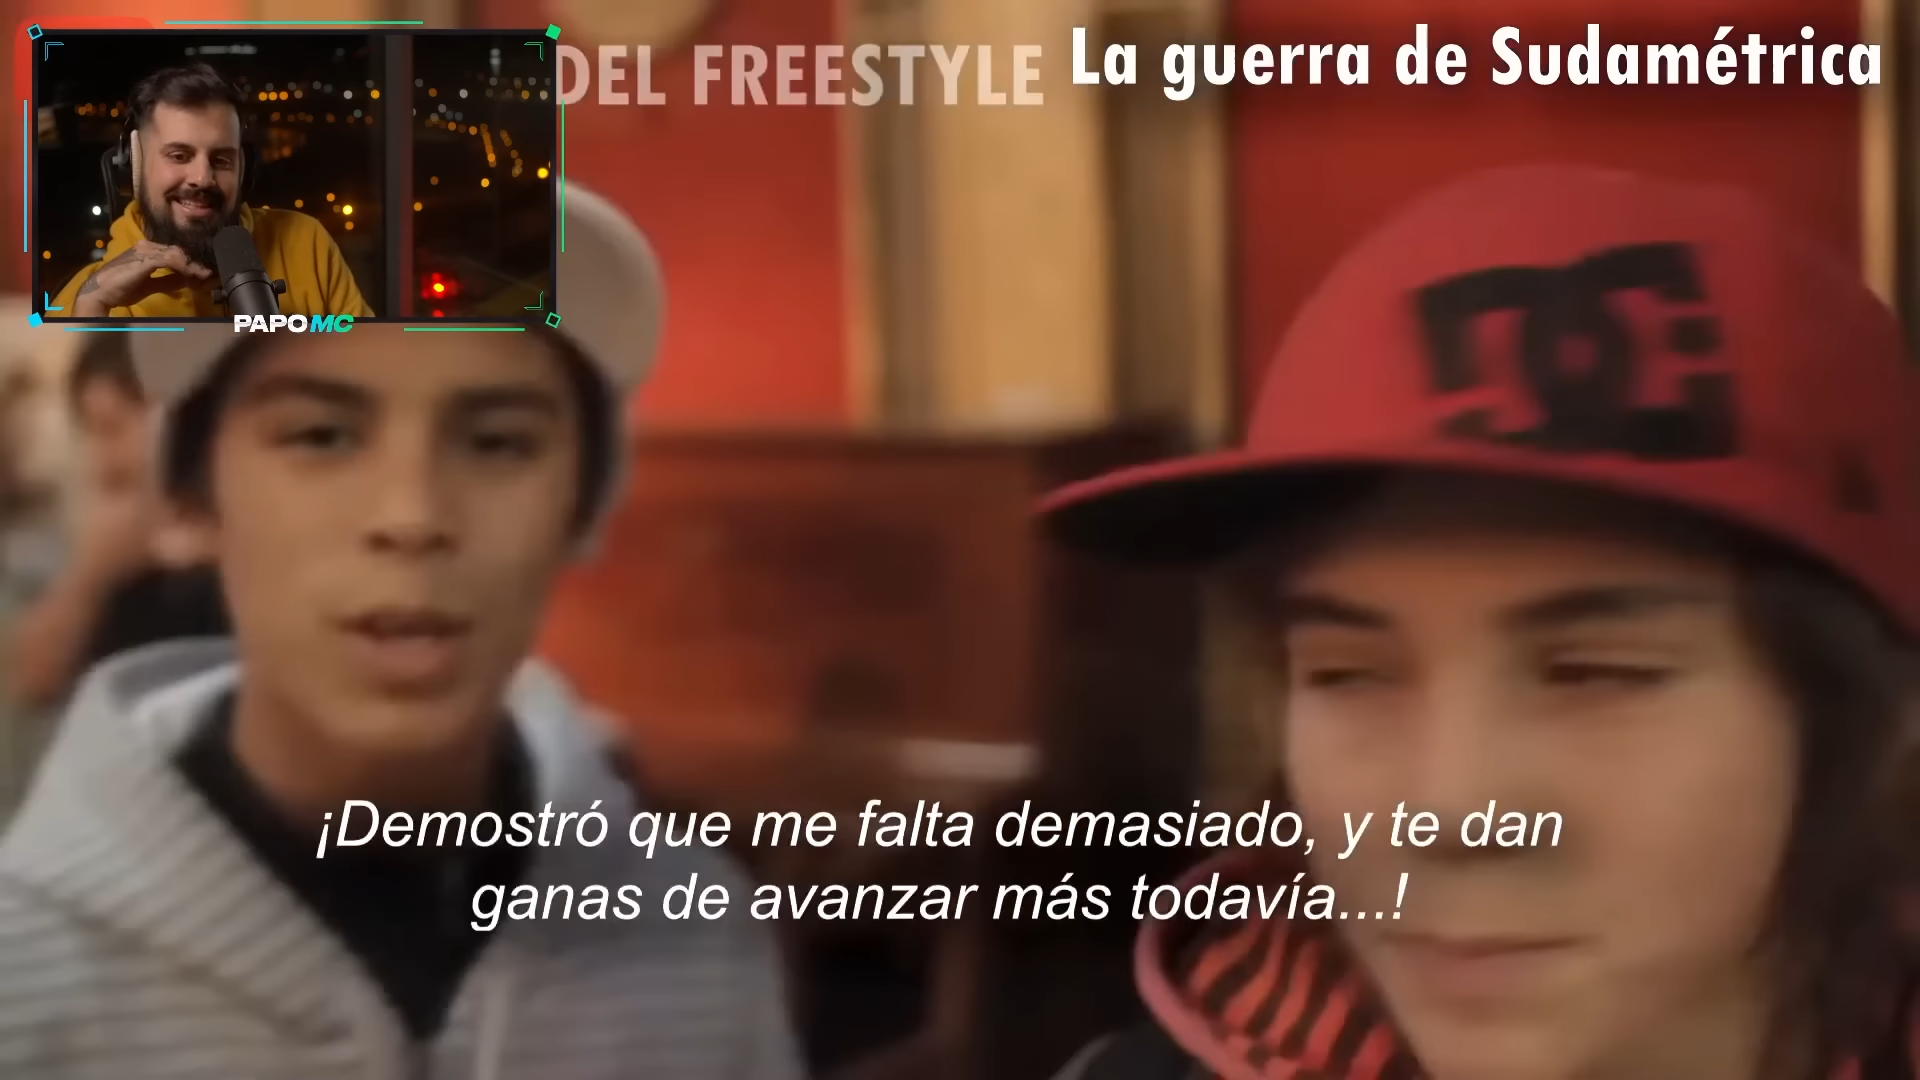 DEL FREESTYLE
La guerra de Sudamétrica
PAPO MC
¡Demostró que me falta demasiado, y te dan
ganas de avanzar más todavía...!